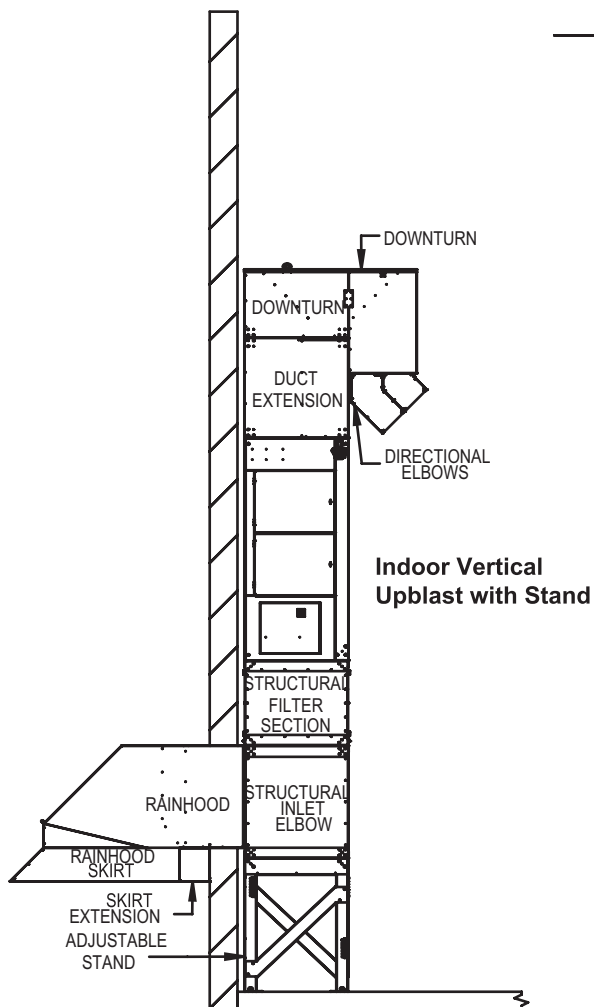 DOWNTURN
DOWNTURN
DUCT
EXTENSION
DIRECTIONAL
ELBOWS
Indoor Vertical
Upblast with Stand
STRUCTURAL
FILTER
SECTION
RAINHOOD
STRUCTURAL
INLET
ELBOW
RAINHOOD
SKIRT
SKIRT
EXTENSION
ADJUSTABLE
STAND